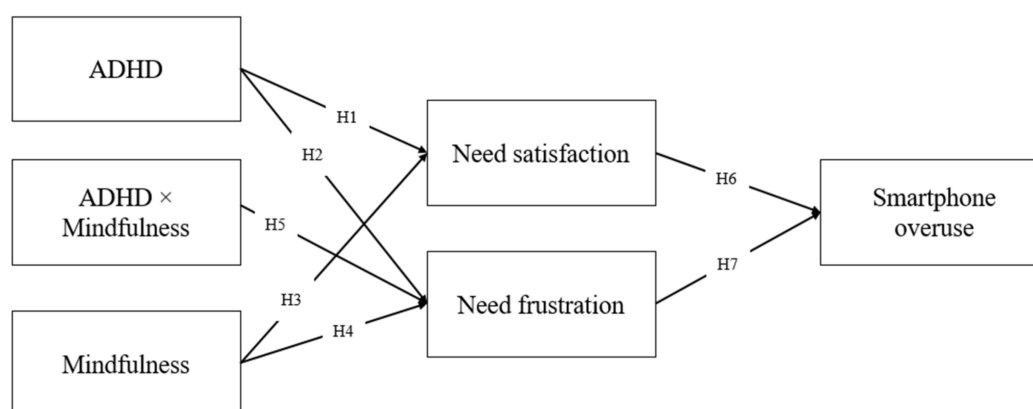 ADHD
H1
H2
Need satisfaction
H6
ADHD ×
Mindfulness
H5
Smartphone
overuse
H3
H4
Need frustration
H7
Mindfulness